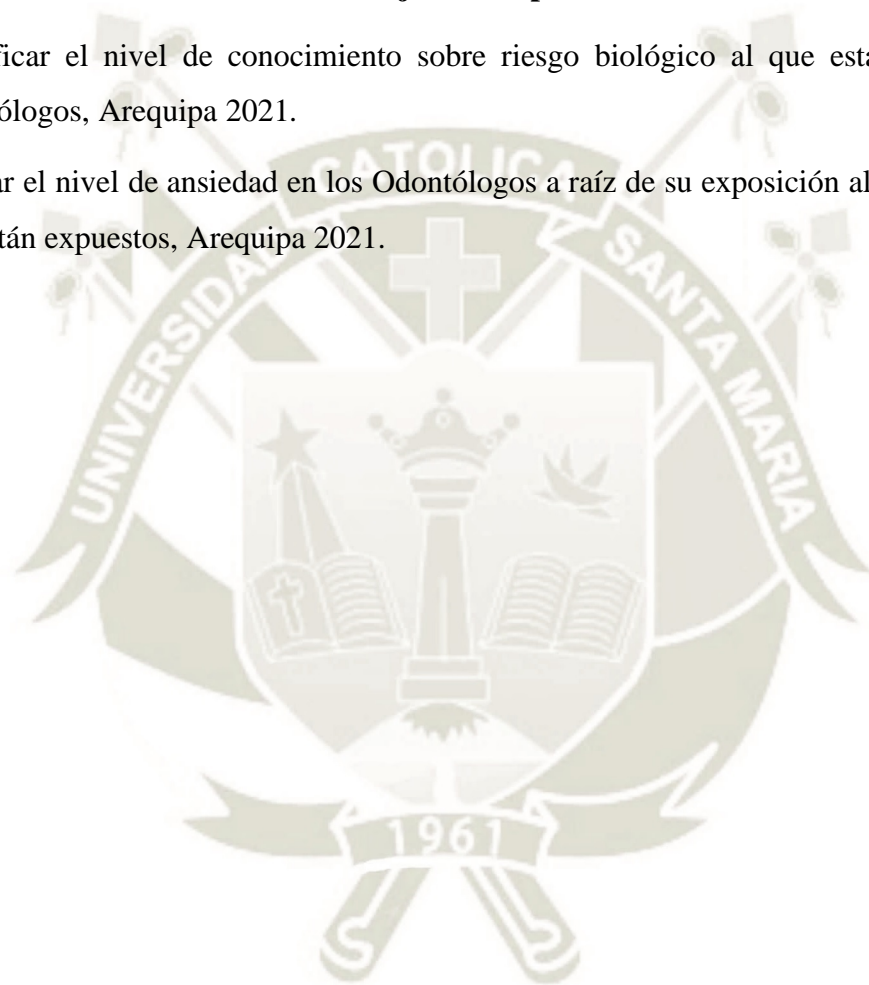 ficar el nivel de conocimiento sobre riesgo biológico al que esta
ólogos, Arequipa 2021.
ar el nivel de ansiedad en los Odontólogos a raíz de su exposición al
tán expuestos, Arequipa 2021.
UNIVERSIDAD CATOLICA SANTA MARIA
1961